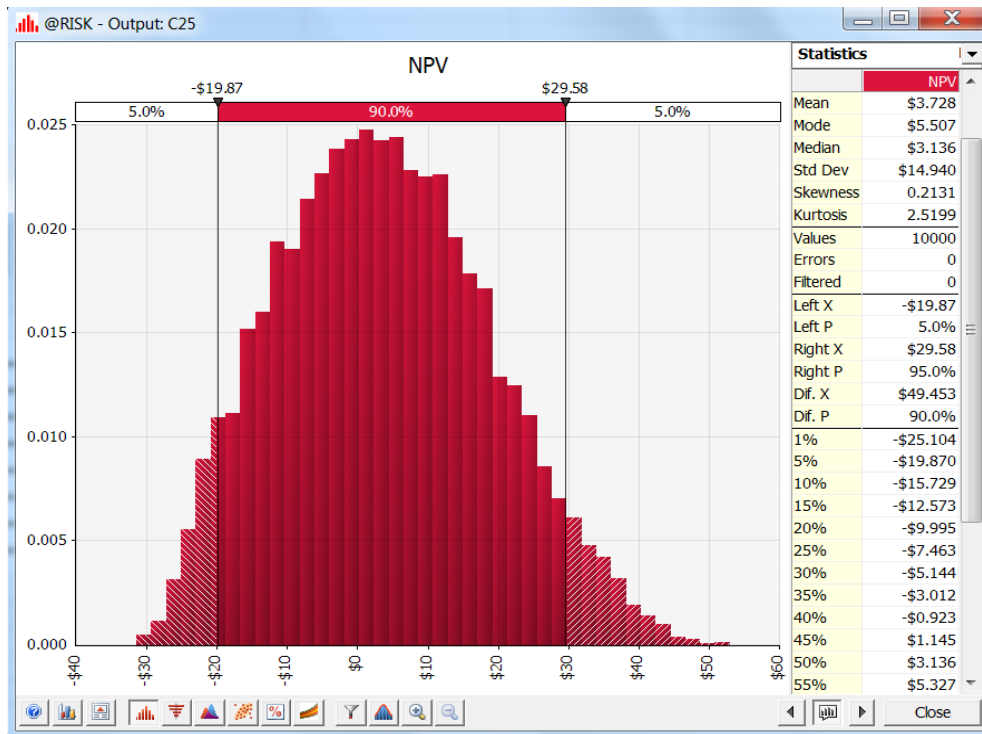 @RISK - Output: C25
NPV
-$19.87 $29.58
5.0% 90.0% 5.0%
0.025
0.020
0.015
0.010
0.005
0.000
-$40 -$30 -$20 -$10 $0 $10 $20 $30 $40 $50 $60
Statistics
NPV
Mean $3.728
Mode $5.507
Median $3.136
Std Dev $14.940
Skewness 0.2131
Kurtosis 2.5199
Values 10000
Errors 0
Filtered 0
Left X -$19.87
Left P 5.0%
Right X $29.58
Right P 95.0%
Dif. X $49.453
Dif. P 90.0%
1% -$25.104
5% -$19.870
10% -$15.729
15% -$12.573
20% -$9.995
25% -$7.463
30% -$5.144
35% -$3.012
40% -$0.923
45% $1.145
50% $3.136
55% $5.327
Close